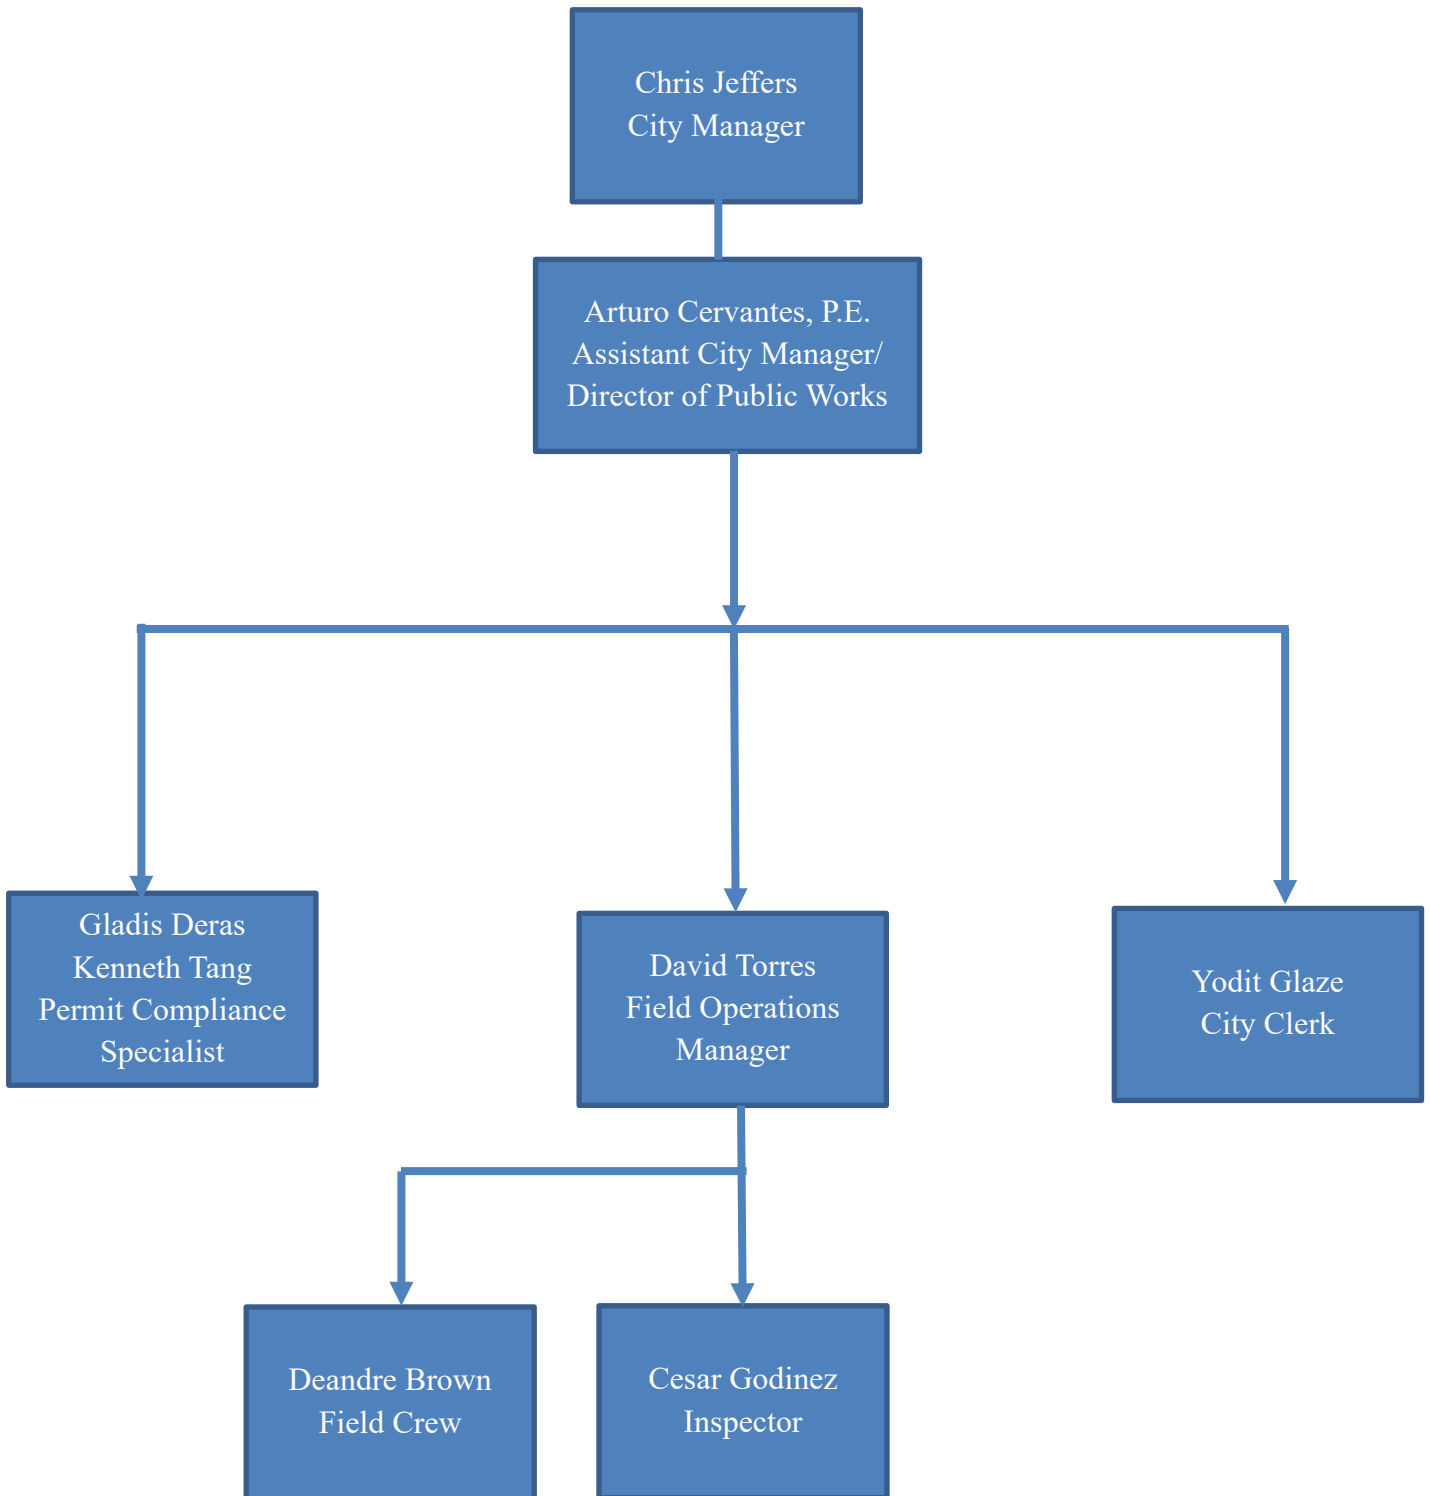 Chris Jeffers
City Manager
Arturo Cervantes, P.E.
Assistant City Manager/
Director of Public Works
Gladis Deras
Kenneth Tang
Permit Compliance
Specialist
David Torres
Field Operations
Manager
Yodit Glaze
City Clerk
Deandre Brown
Field Crew
Cesar Godinez
Inspector